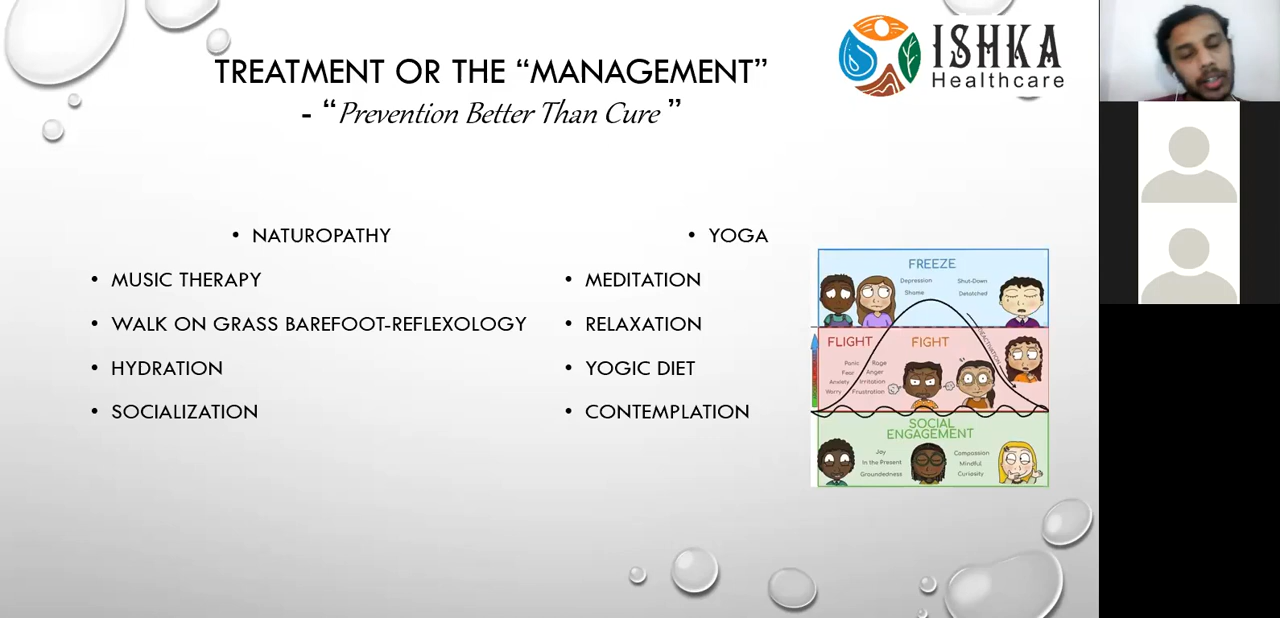 TREATMENT OR THE “MANAGEMENT”
- “Prevention Better Than Cure”
ISHKA
Healthcare
• NATUROPATHY
• MUSIC THERAPY
• WALK ON GRASS BAREFOOT-REFLEXOLOGY
• HYDRATION
• SOCIALIZATION
• YOGA
• MEDITATION
• RELAXATION
• YOGIC DIET
• CONTEMPLATION
FREEZE
Depression Shut-Down
Shame Detatched
FLIGHT FIGHT
Panic Rage
Fear Anger
Anxiety Irritation
Worry Frustration
SOCIAL
ENGAGEMENT
Joy Compassion
In the Present Mindful
Groundedness Curiosity